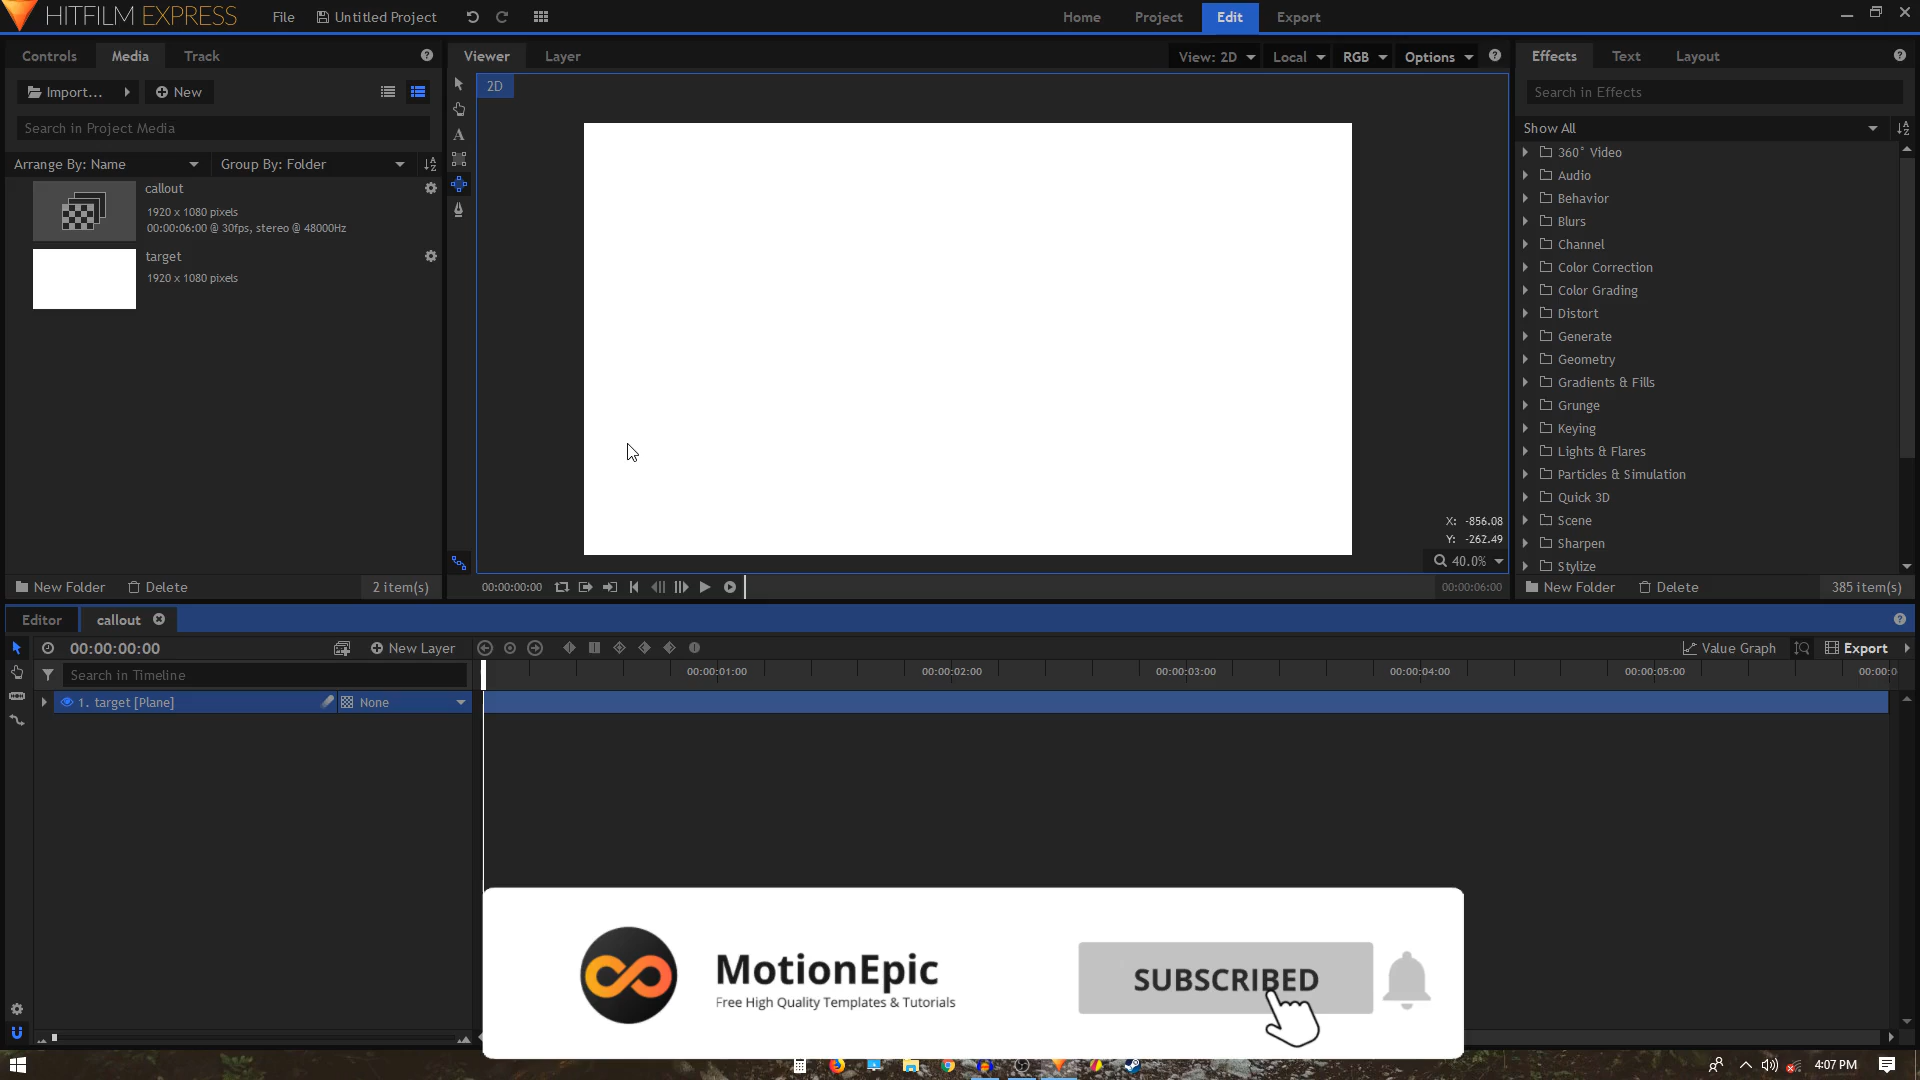 HITFILM EXPRESS
File
Untitled Project
Home
Project
Edit
Export
Controls
Media
Track
Viewer
Layer
View: 2D
Local
RGB
Options
Effects
Text
Layout
Import...
New
2D
Search in Effects
Search in Project Media
Show All
Arrange By: Name
Group By: Folder
callout
1920 x 1080 pixels
00:00:06:00 @ 30fps, stereo @ 48000Hz
target
1920 x 1080 pixels
360° Video
Audio
Behavior
Blurs
Channel
Color Correction
Color Grading
Distort
Generate
Geometry
Gradients & Fills
Grunge
Keying
Lights & Flares
Particles & Simulation
Quick 3D
Scene
Sharpen
Stylize
X: -856.08
Y: -262.49
40.0%
New Folder
Delete
2 item(s)
00:00:00:00
00:00:06:00
New Folder
Delete
385 item(s)
Editor
callout
00:00:00:00
New Layer
Value Graph
Export
Search in Timeline
00:00:01:00
00:00:02:00
00:00:03:00
00:00:04:00
00:00:05:00
00:00:0
1. target [Plane]
None
MotionEpic
Free High Quality Templates & Tutorials
SUBSCRIBED
4:07 PM